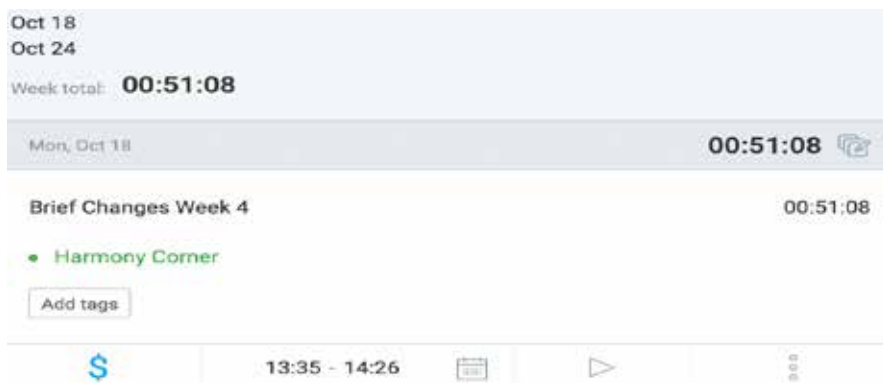 Oct 18
Oct 24
Week total: 00:51:08
Mon, Oct 18 00:51:08
Brief Changes Week 4 00:51:08
• Harmony Corner
Add tags
$ 13:35 - 14:26